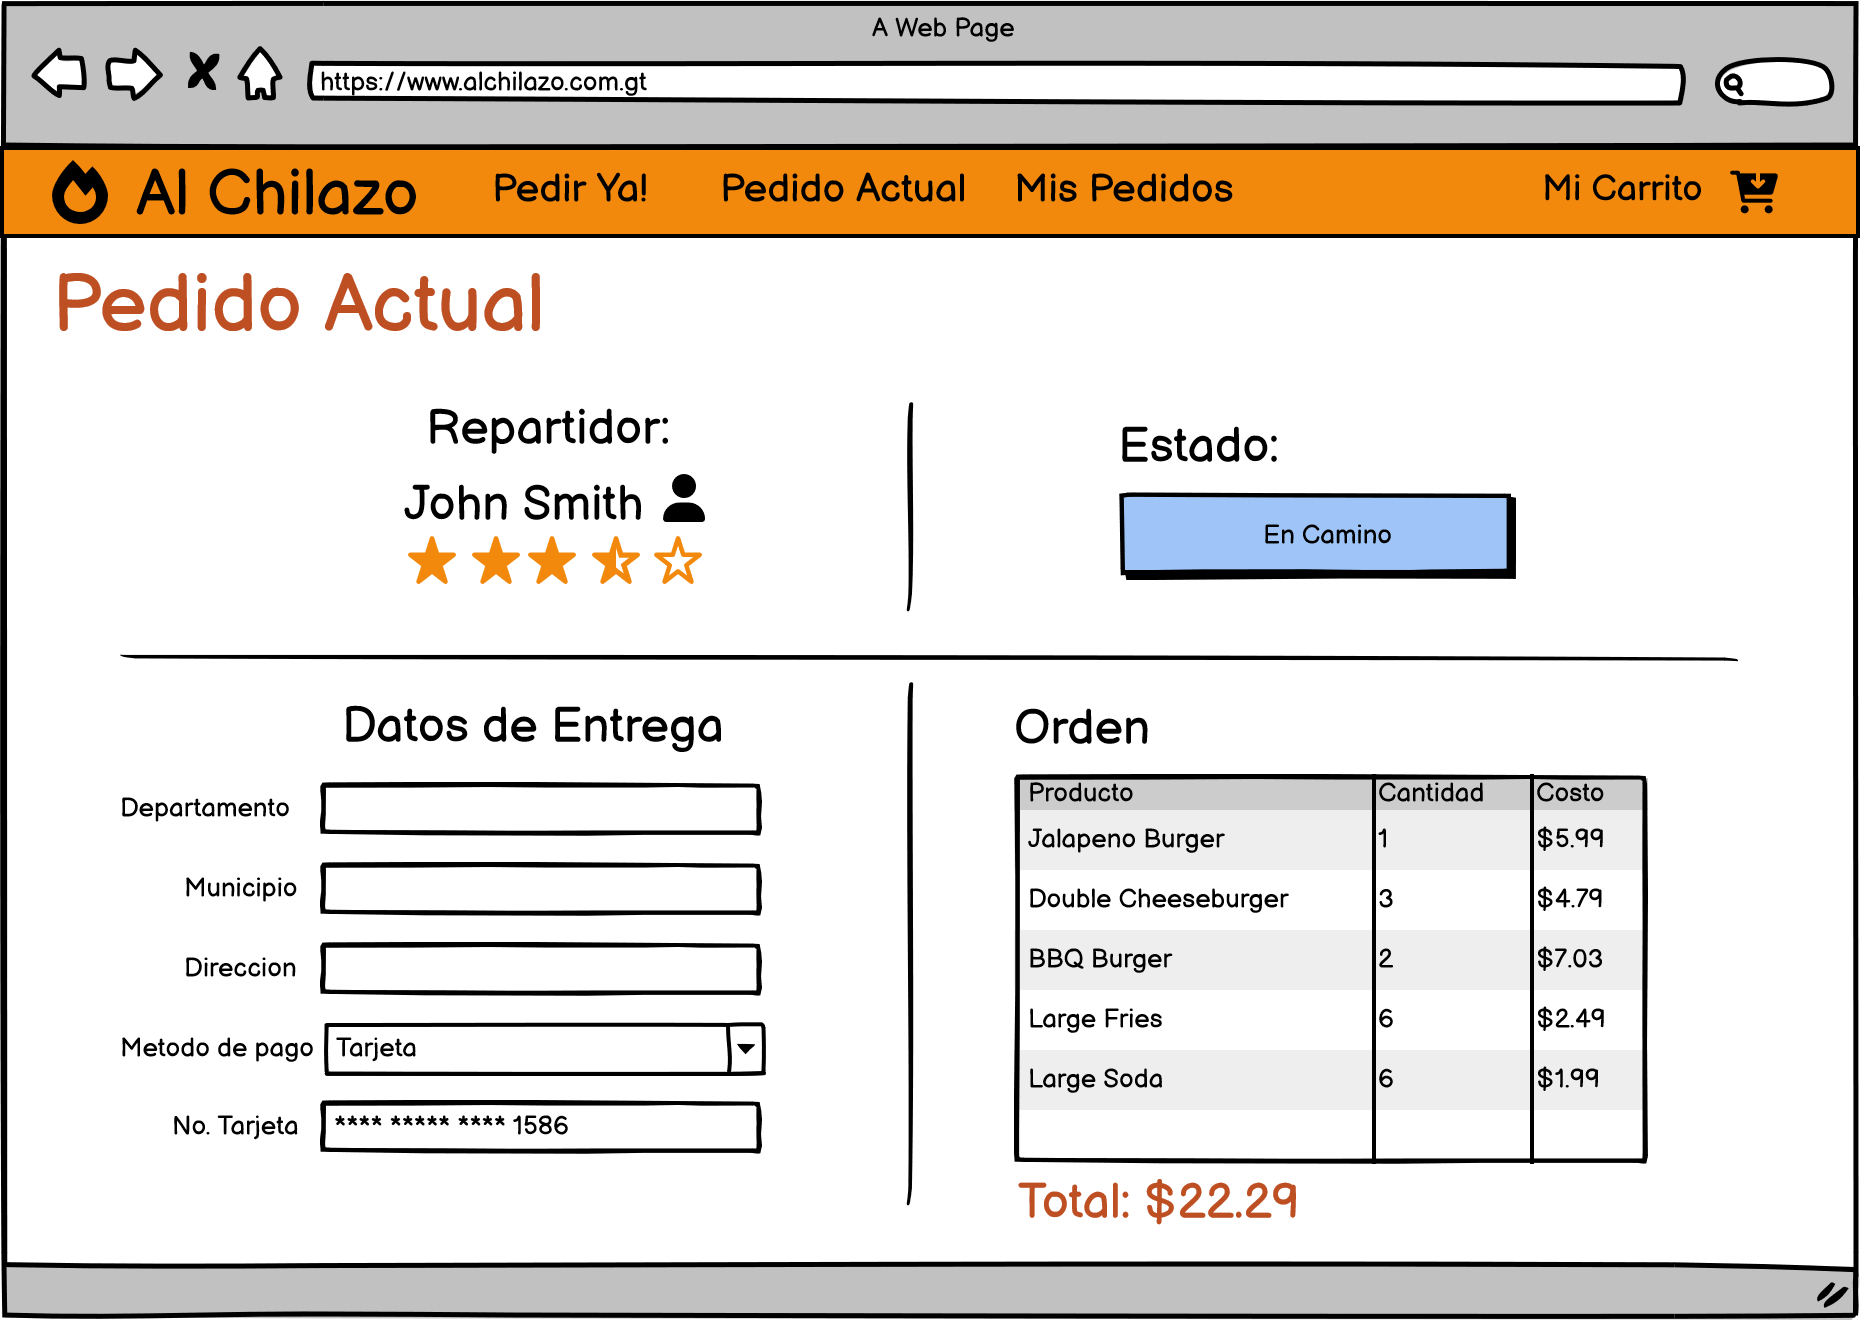 A Web Page
https://www.alchilazo.com.gt
Al Chilazo
Pedir Ya!
Pedido Actual
Mis Pedidos
Mi Carrito
Pedido Actual
Repartidor:
John Smith
Estado:
En Camino
Datos de Entrega
Departamento
Municipio
Direccion
Metodo de pago
Tarjeta
No. Tarjeta
**** ***** **** 1586
Orden
Producto Cantidad Costo
Jalapeno Burger 1 $5.99
Double Cheeseburger 3 $4.79
BBQ Burger 2 $7.03
Large Fries 6 $2.49
Large Soda 6 $1.99
Total: $22.29